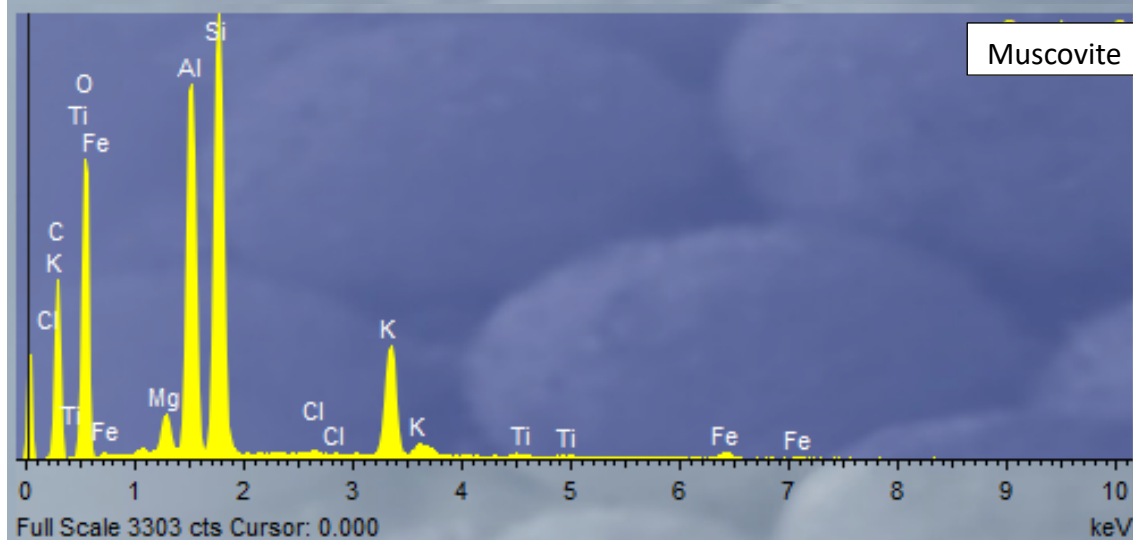 Si
Muscovite
Al
O
Ti
Fe
C
K
Cl
Ti
Fe
Mg
Cl
Cl
K
K
Ti
Ti
Fe
Fe
0 1 2 3 4 5 6 7 8 9 10
Full Scale 3303 cts Cursor: 0.000 keV